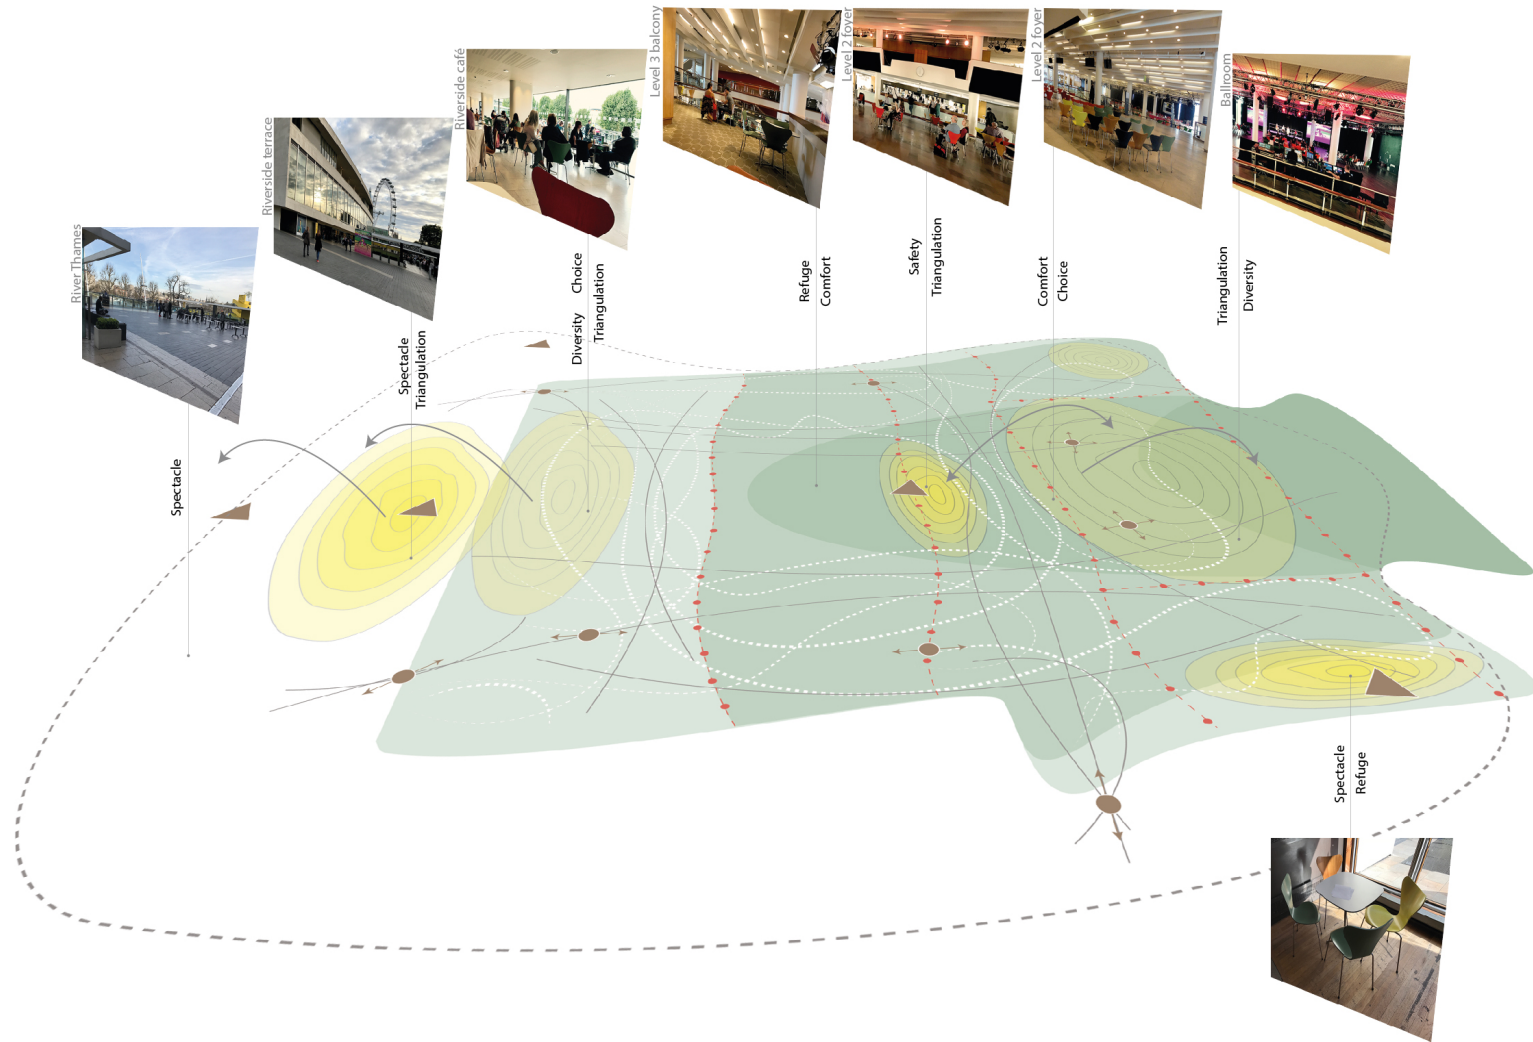 River Thames
Riverside terrace
Riverside café
Level 3 balcony
Level 2 foyer
Level 2 foyer
Ballroom
Spectacle
Spectacle
Triangulation
Diversity Choice
Triangulation
Refuge
Comfort
Safety
Triangulation
Comfort
Choice
Triangulation
Diversity
Spectacle
Refuge